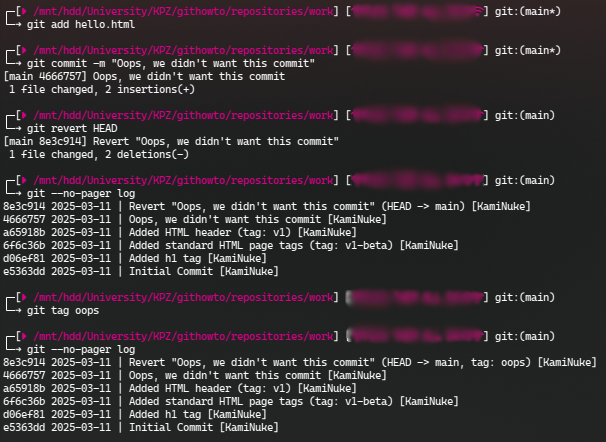 ┌─[ /mnt/hdd/University/KPZ/githowto/repositories/work] [ ] git:(main*)
└─→ git add hello.html
┌─[ /mnt/hdd/University/KPZ/githowto/repositories/work] [ ] git:(main*)
└─→ git commit -m "Oops, we didn't want this commit"
[main 4666757] Oops, we didn't want this commit
1 file changed, 2 insertions(+)
┌─[ /mnt/hdd/University/KPZ/githowto/repositories/work] [ ] git:(main)
└─→ git revert HEAD
[main 8e3c914] Revert "Oops, we didn't want this commit"
1 file changed, 2 deletions(-)
┌─[ /mnt/hdd/University/KPZ/githowto/repositories/work] [ ] git:(main)
└─→ git --no-pager log
8e3c914 2025-03-11 | Revert "Oops, we didn't want this commit" (HEAD -> main) [KamiNuke]
4666757 2025-03-11 | Oops, we didn't want this commit [KamiNuke]
a65918b 2025-03-11 | Added HTML header (tag: v1) [KamiNuke]
6f6c36b 2025-03-11 | Added standard HTML page tags (tag: v1-beta) [KamiNuke]
d06ef81 2025-03-11 | Added h1 tag [KamiNuke]
e5363dd 2025-03-11 | Initial Commit [KamiNuke]
┌─[ /mnt/hdd/University/KPZ/githowto/repositories/work] [ ] git:(main)
└─→ git tag oops
┌─[ /mnt/hdd/University/KPZ/githowto/repositories/work] [ ] git:(main)
└─→ git --no-pager log
8e3c914 2025-03-11 | Revert "Oops, we didn't want this commit" (HEAD -> main, tag: oops) [KamiNuke]
4666757 2025-03-11 | Oops, we didn't want this commit [KamiNuke]
a65918b 2025-03-11 | Added HTML header (tag: v1) [KamiNuke]
6f6c36b 2025-03-11 | Added standard HTML page tags (tag: v1-beta) [KamiNuke]
d06ef81 2025-03-11 | Added h1 tag [KamiNuke]
e5363dd 2025-03-11 | Initial Commit [KamiNuke]